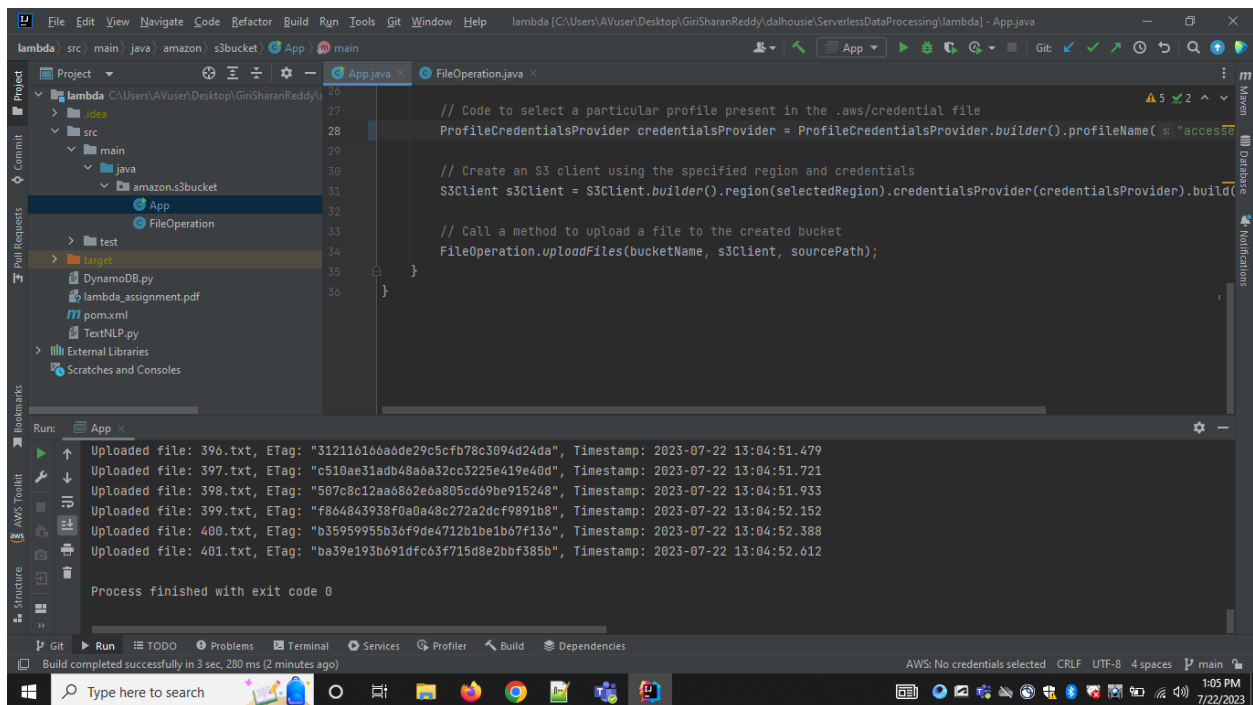 File Edit View Navigate Code Refactor Build Run Tools Git Window Help lambda [C:\Users\AVuser\Desktop\GiriSharanReddy\dalhousie\ServerlessDataProcessing\lambda] - App.java
lambda src main java amazon s3bucket App main
App
Git:
Project
App.java
FileOperation.java
lambda C:\Users\AVuser\Desktop\GiriSharanReddy\
.idea
src
main
java
amazon.s3bucket
App
FileOperation
test
target
DynamoDB.py
lambda_assignment.pdf
pom.xml
TextNLP.py
External Libraries
Scratches and Consoles
5 2
26
27 // Code to select a particular profile present in the .aws/credential file
28 ProfileCredentialsProvider credentialsProvider = ProfileCredentialsProvider.builder().profileName( s: "accesse
29
30 // Create an S3 client using the specified region and credentials
31 S3Client s3Client = S3Client.builder().region(selectedRegion).credentialsProvider(credentialsProvider).build(
32
33 // Call a method to upload a file to the created bucket
34 FileOperation.uploadFiles(bucketName, s3Client, sourcePath);
35 }
36 }
Project
Commit
Pull Requests
Bookmarks
AWS Toolkit
aws
Structure
m
Maven
Database
Notifications
Run: App
Uploaded file: 396.txt, ETag: "312116166a6de29c5cfb78c3094d24da", Timestamp: 2023-07-22 13:04:51.479
Uploaded file: 397.txt, ETag: "c510ae31adb48a6a32cc3225e419e40d", Timestamp: 2023-07-22 13:04:51.721
Uploaded file: 398.txt, ETag: "507c8c12aa6862e6a805cd69be915248", Timestamp: 2023-07-22 13:04:51.933
Uploaded file: 399.txt, ETag: "f864843938f0a0a48c272a2dcf9891b8", Timestamp: 2023-07-22 13:04:52.152
Uploaded file: 400.txt, ETag: "b35959955b36f9de4712b1be1b67f136", Timestamp: 2023-07-22 13:04:52.388
Uploaded file: 401.txt, ETag: "ba39e193b691dfc63f715d8e2bbf385b", Timestamp: 2023-07-22 13:04:52.612
Process finished with exit code 0
Git Run TODO Problems Terminal Services Profiler Build Dependencies
Build completed successfully in 3 sec, 280 ms (2 minutes ago)
AWS: No credentials selected CRLF UTF-8 4 spaces main
Type here to search
1:05 PM
7/22/2023